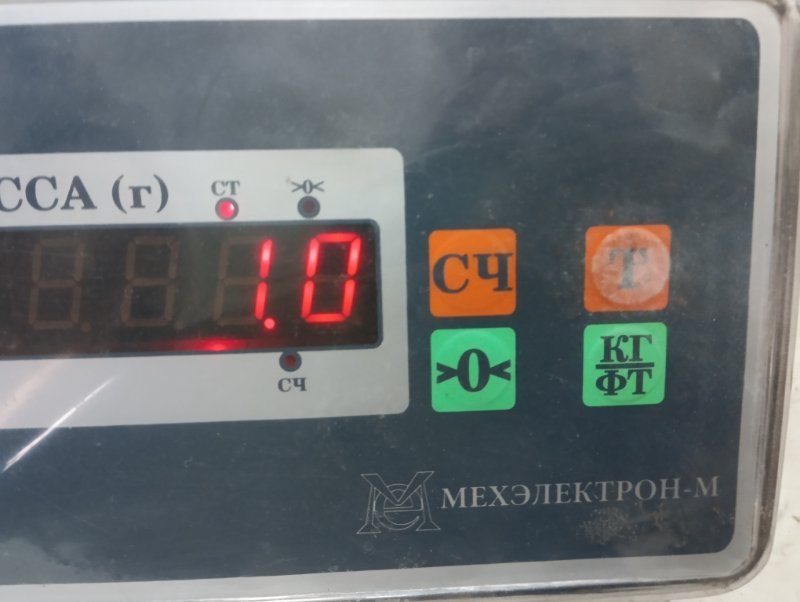 ССА (г)
СТ
>0<
1.0
СЧ
СЧ
Т
>0<
КГ
ФТ
МЕХЭЛЕКТРОН-М